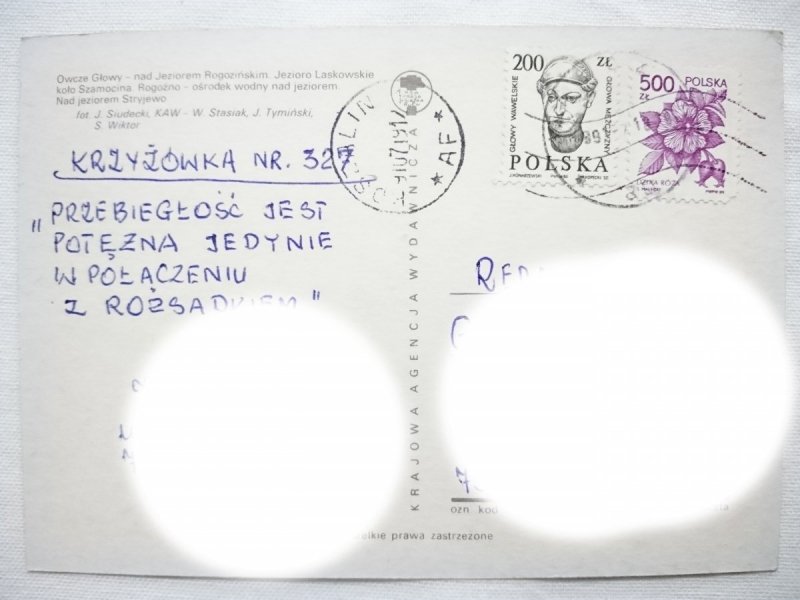 Owcze Głowy - nad Jeziorem Rogozińskim. Jezioro Laskowskie
koło Szamocina. Rogoźno - ośrodek wodny nad jeziorem.
Nad jeziorem Stryjewo
fot. J. Siudecki, KAW - W. Stasiak, J. Tymiński,
S. Wiktor
KRZYŻÓWKA NR. 327
"PRZEBIEGŁOŚĆ JEST
POTĘŻNA JEDYNIE
W POŁĄCZENIU
Z ROZSĄDKIEM"
KRAJOWA AGENCJA WYDAWNICZA
AF
200 ZŁ
GŁOWY WAWELSKIE
GŁOWA MĘŻCZYZNY
POLSKA
500 ZŁ
POLSKA
DZIKA RÓŻA
ozn kod
prawa zastrzeżone